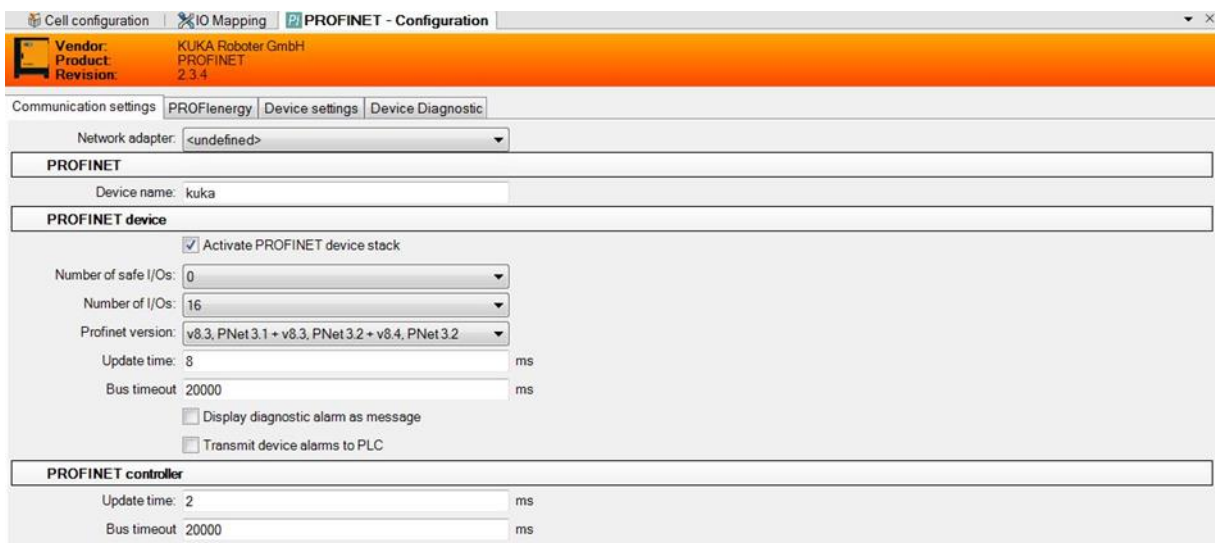 Cell configuration IO Mapping PROFINET - Configuration
Vendor: KUKA Roboter GmbH
Product: PROFINET
Revision: 2.3.4
Communication settings PROFIenergy Device settings Device Diagnostic
Network adapter: <undefined>
PROFINET
Device name: kuka
PROFINET device
Activate PROFINET device stack
Number of safe I/Os: 0
Number of I/Os: 16
Profinet version: v8.3, PNet 3.1 + v8.3, PNet 3.2 + v8.4, PNet 3.2
Update time: 8 ms
Bus timeout 20000 ms
Display diagnostic alarm as message
Transmit device alarms to PLC
PROFINET controller
Update time: 2 ms
Bus timeout 20000 ms